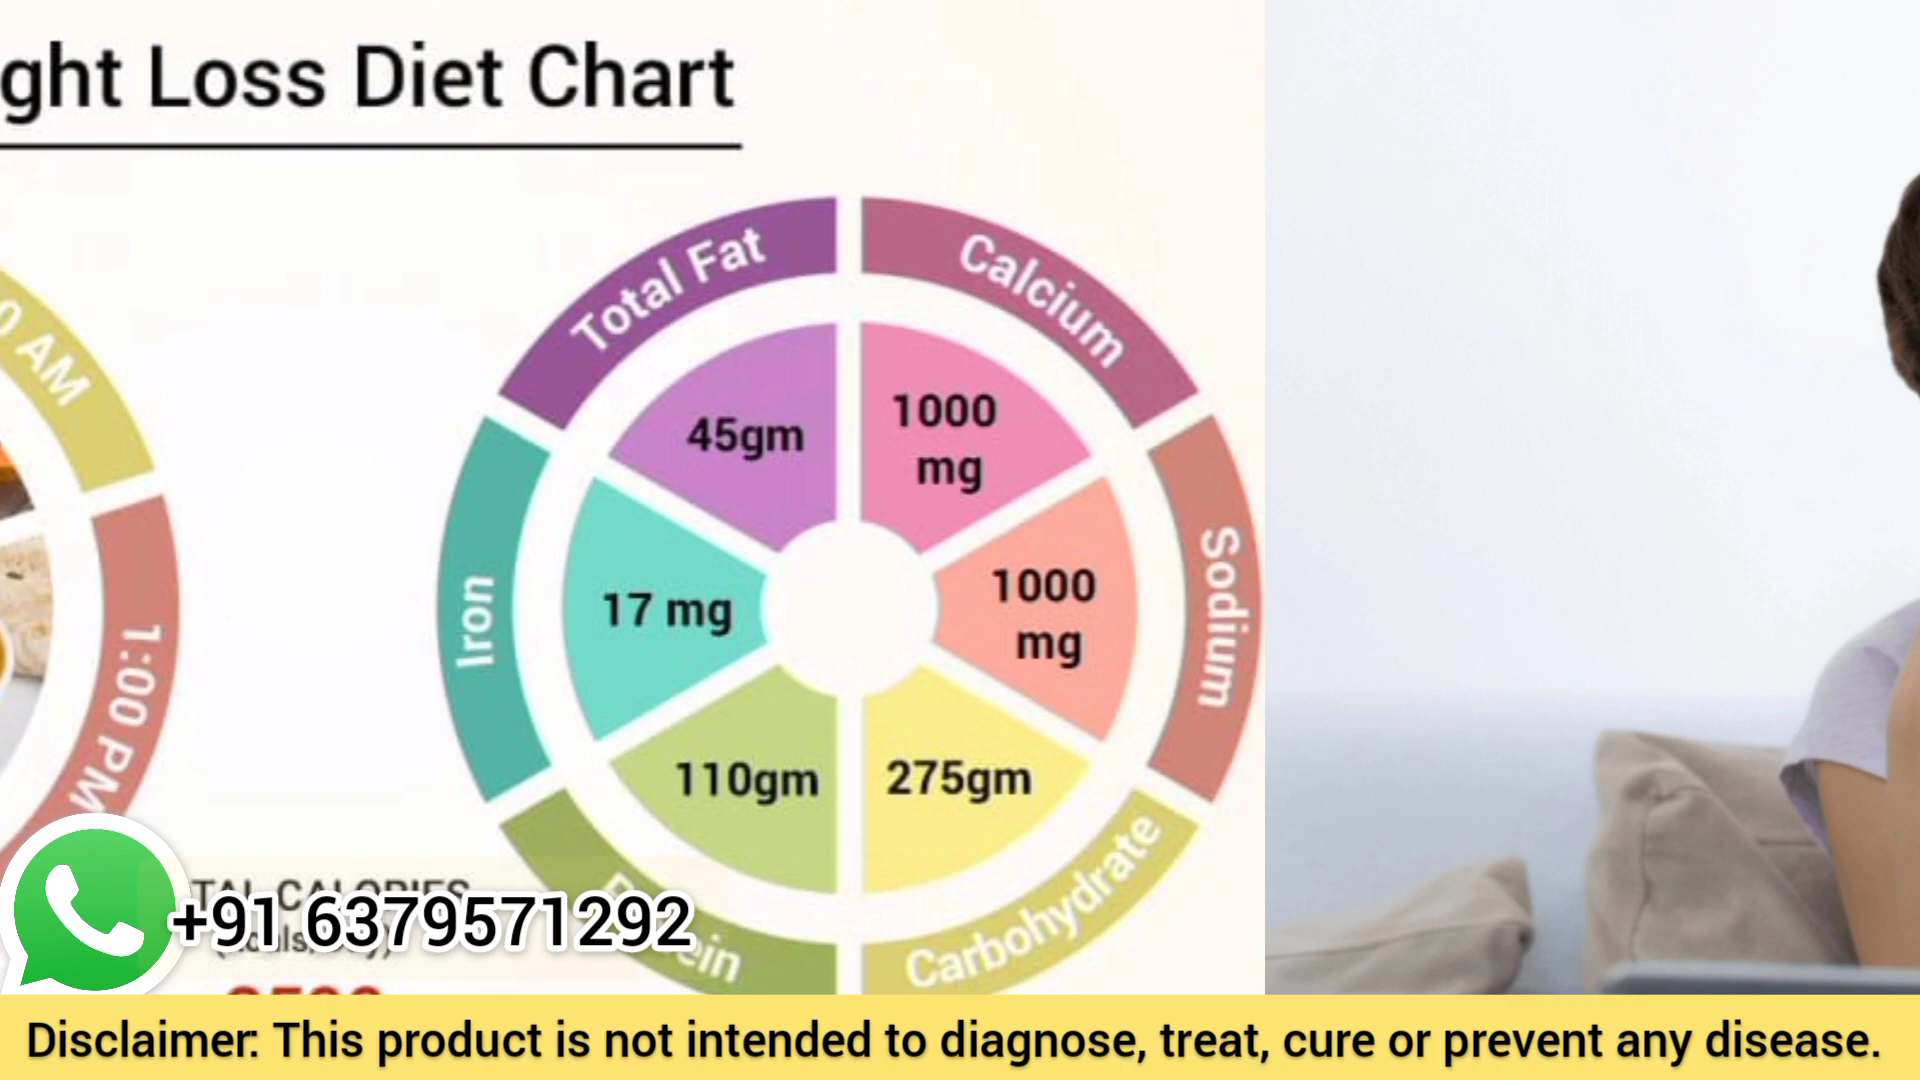 ght Loss Diet Chart
Total Fat
Calcium
0 AM
45gm
1000
mg
Iron
17 mg
1000
mg
Sodium
1:00 PM
110gm
275gm
Carbohydrate
+91 6379571292
Disclaimer: This product is not intended to diagnose, treat, cure or prevent any disease.